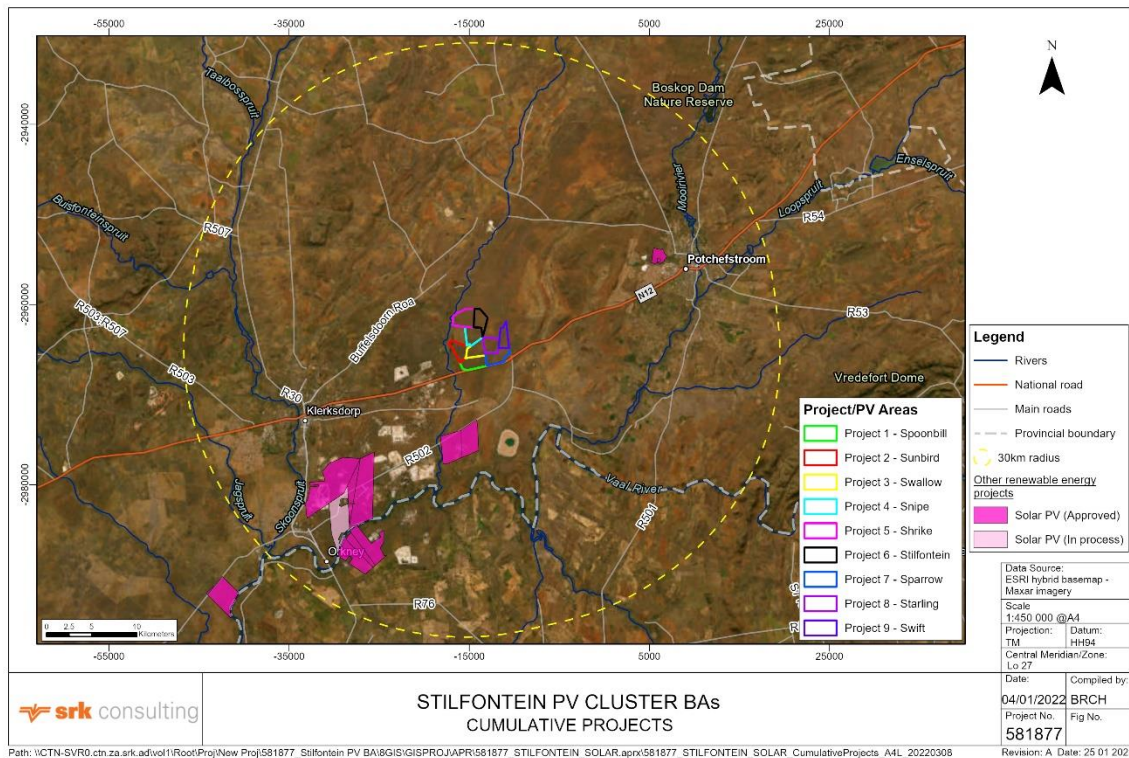 -55000 -35000 -15000 5000 25000
N
-2940000
-2960000
-2980000
Taalbosspruit
Boskop Dam
Nature Reserve
Enselspruit
Mooirivier
Loopspruit
Buisfonteinspruit
R507
R54
Potchefstroom
N12
R503;R507
Buffelsdoorn Roa
R53
R503
R30
Vredefort Dome
Klerksdorp
R502
Jagspruit
Skoonspruit
Vaal River
R501
Orkney
R76
0 2.5 5 10
Kilometers
-55000 -35000 -15000 5000 25000
Project/PV Areas
Project 1 - Spoonbill
Project 2 - Sunbird
Project 3 - Swallow
Project 4 - Snipe
Project 5 - Shrike
Project 6 - Stilfontein
Project 7 - Sparrow
Project 8 - Starling
Project 9 - Swift
Legend
Rivers
National road
Main roads
Provincial boundary
30km radius
Other renewable energy
projects
Solar PV (Approved)
Solar PV (In process)
Data Source:
ESRI hybrid basemap -
Maxar imagery
Scale
1:450 000 @A4
Projection: Datum:
TM HH94
Central Meridian/Zone:
Lo 27
Date: Compiled by:
04/01/2022 BRCH
Project No. Fig No.
581877
srk consulting
STILFONTEIN PV CLUSTER BAs
CUMULATIVE PROJECTS
Path: \\CTN-SVR0.ctn.za.srk.ad\vol1\Root\Proj\New Proj\581877_Stilfontein PV BA\8GIS\GISPROJ\APR\581877_STILFONTEIN_SOLAR.aprx\581877_STILFONTEIN_SOLAR_CumulativeProjects_A4L_20220308
Revision: A Date: 25 01 202